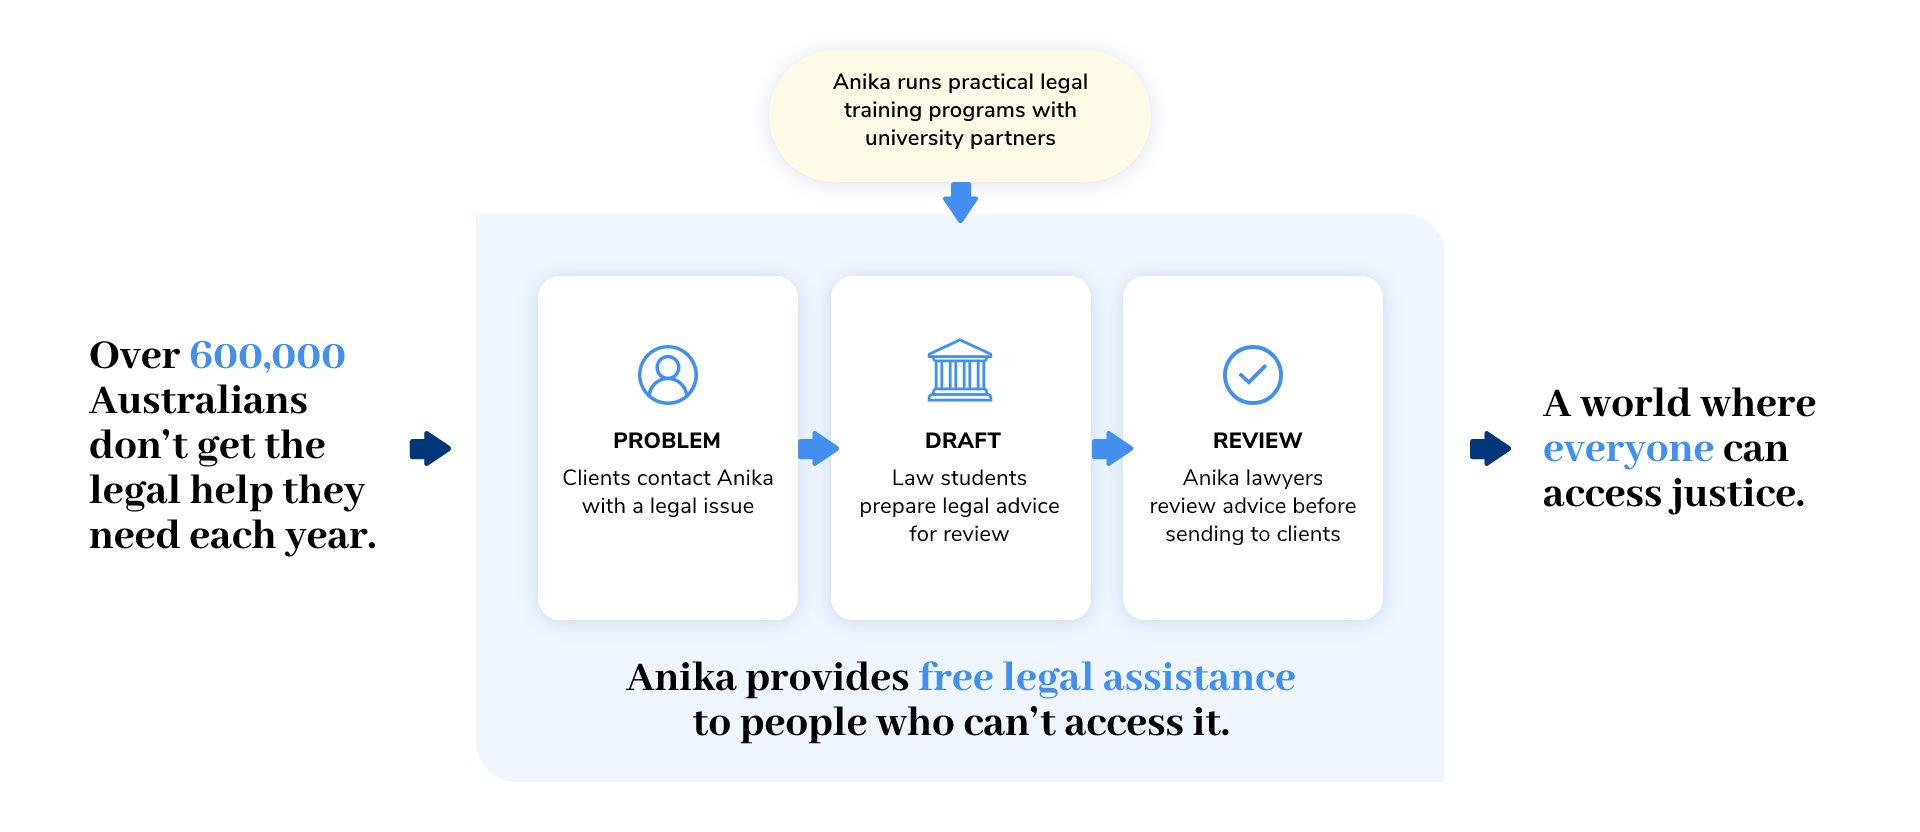 Anika runs practical legal
training programs with
university partners
Over 600,000
Australians
don’t get the
legal help they
need each year.
PROBLEM
Clients contact Anika
with a legal issue
DRAFT
Law students
prepare legal advice
for review
REVIEW
Anika lawyers
review advice before
sending to clients
Anika provides free legal assistance
to people who can’t access it.
A world where
everyone can
access justice.